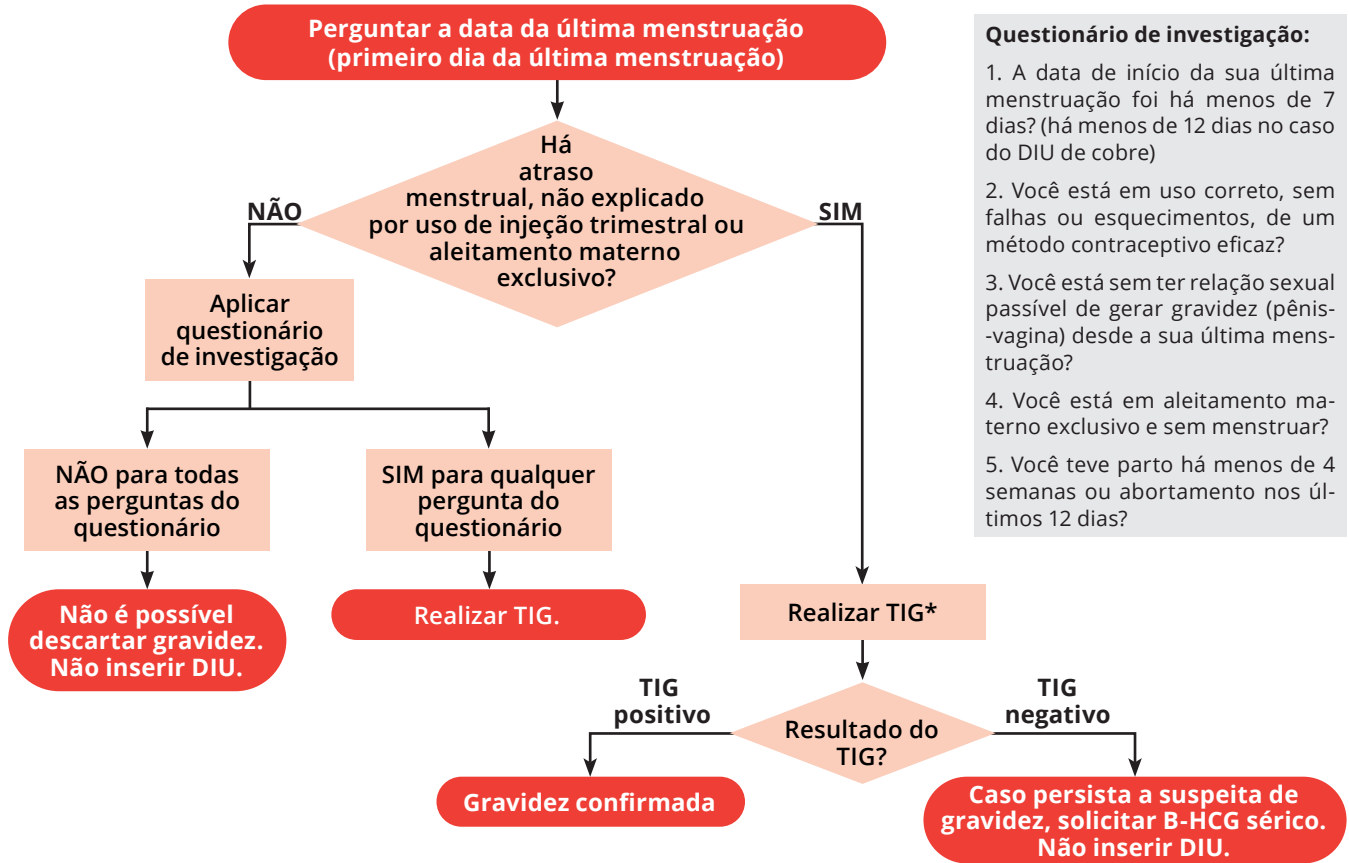 Perguntar a data da última menstruação
(primeiro dia da última menstruação)
Há
atraso
menstrual, não explicado
por uso de injeção trimestral ou
aleitamento materno
exclusivo?
NÃO
SIM
Aplicar
questionário
de investigação
NÃO para todas
as perguntas do
questionário
SIM para qualquer
pergunta do
questionário
Não é possível
descartar gravidez.
Não inserir DIU.
Realizar TIG.
Realizar TIG*
TIG
positivo
TIG
negativo
Resultado do
TIG?
Gravidez confirmada
Caso persista a suspeita de
gravidez, solicitar B-HCG sérico.
Não inserir DIU.
Questionário de investigação:
1. A data de início da sua última
menstruação foi há menos de 7
dias? (há menos de 12 dias no caso
do DIU de cobre)
2. Você está em uso correto, sem
falhas ou esquecimentos, de um
método contraceptivo eficaz?
3. Você está sem ter relação sexual
passível de gerar gravidez (pênis-
-vagina) desde a sua última mens-
truação?
4. Você está em aleitamento ma-
terno exclusivo e sem menstruar?
5. Você teve parto há menos de 4
semanas ou abortamento nos úl-
timos 12 dias?